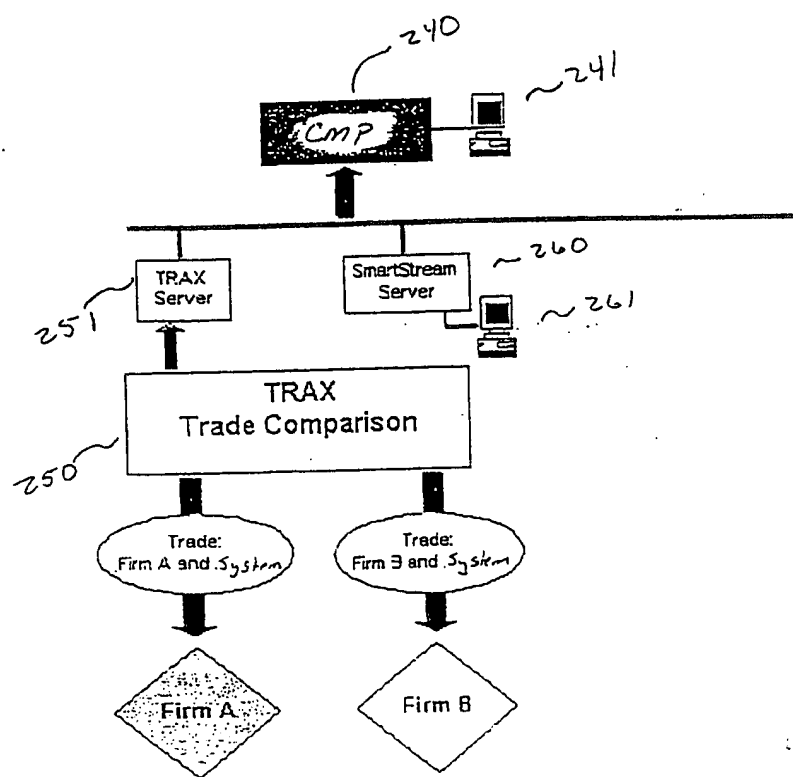 240
241
CMP
TRAX
Server
SmartStream
Server
260
251
261
TRAX
Trade Comparison
250
Trade:
Firm A and System
Trade:
Firm B and System
Firm A
Firm B